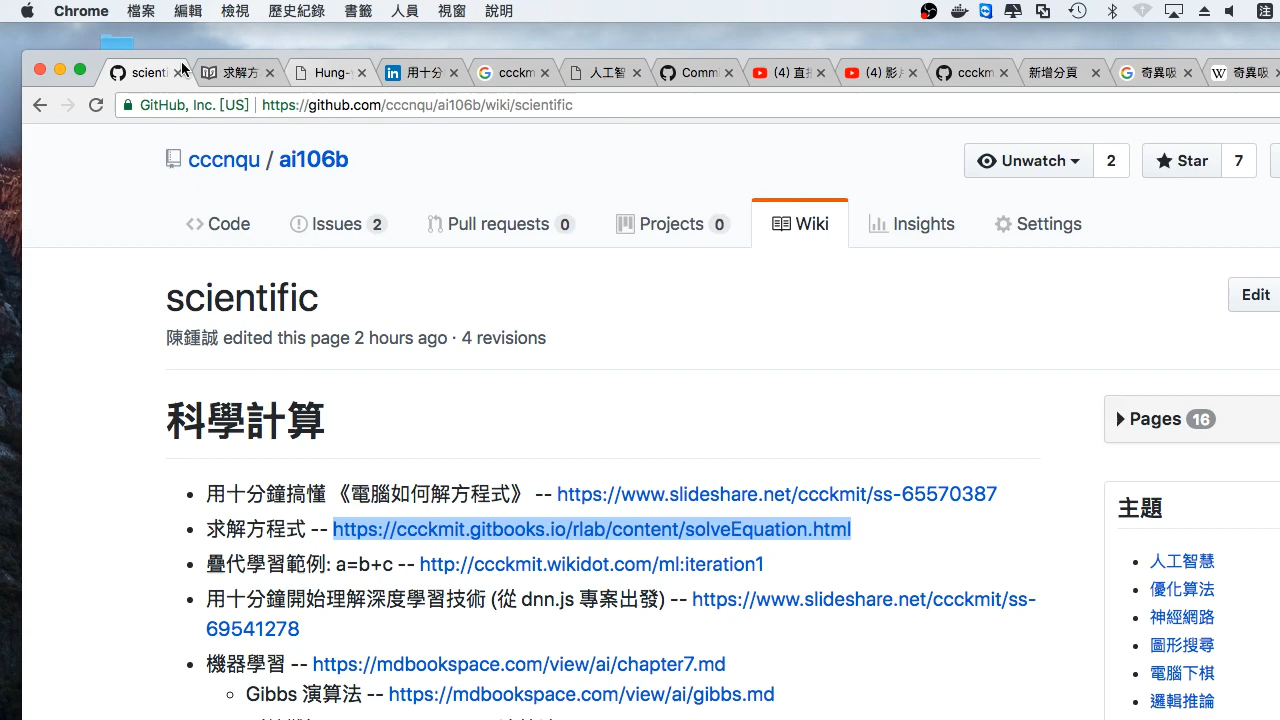 Chrome 檔案 編輯 檢視 歷史紀錄 書籤 人員 視窗 說明 注
scienti 求解方 Hung-y 用十分 ccckm 人工智 Commi (4) 直播 (4) 影片 ccckm 新增分頁 奇異吸 奇異吸
GitHub, Inc. [US] | https://github.com/cccnqu/ai106b/wiki/scientific
cccnqu / ai106b Unwatch 2 Star 7
Code Issues 2 Pull requests 0 Projects 0 Wiki Insights Settings
scientific
Edit
陳鍾誠 edited this page 2 hours ago · 4 revisions
科學計算
用十分鐘搞懂 《電腦如何解方程式》 -- https://www.slideshare.net/ccckmit/ss-65570387
求解方程式 -- https://ccckmit.gitbooks.io/rlab/content/solveEquation.html
疊代學習範例: a=b+c -- http://ccckmit.wikidot.com/ml:iteration1
用十分鐘開始理解深度學習技術 (從 dnn.js 專案出發) -- https://www.slideshare.net/ccckmit/ss-
69541278
機器學習 -- https://mdbookspace.com/view/ai/chapter7.md
Gibbs 演算法 -- https://mdbookspace.com/view/ai/gibbs.md
Pages 16
主題
人工智慧
優化算法
神經網路
圖形搜尋
電腦下棋
邏輯推論